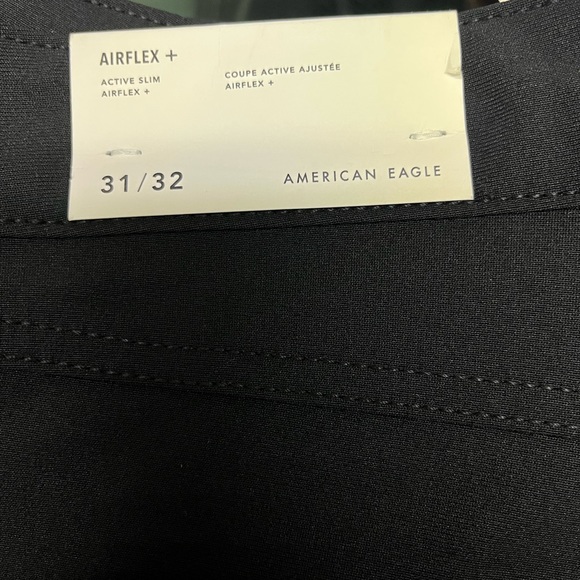 AIRFLEX +
ACTIVE SLIM
AIRFLEX +
COUPE ACTIVE AJUSTÉE
AIRFLEX +
31/32
AMERICAN EAGLE